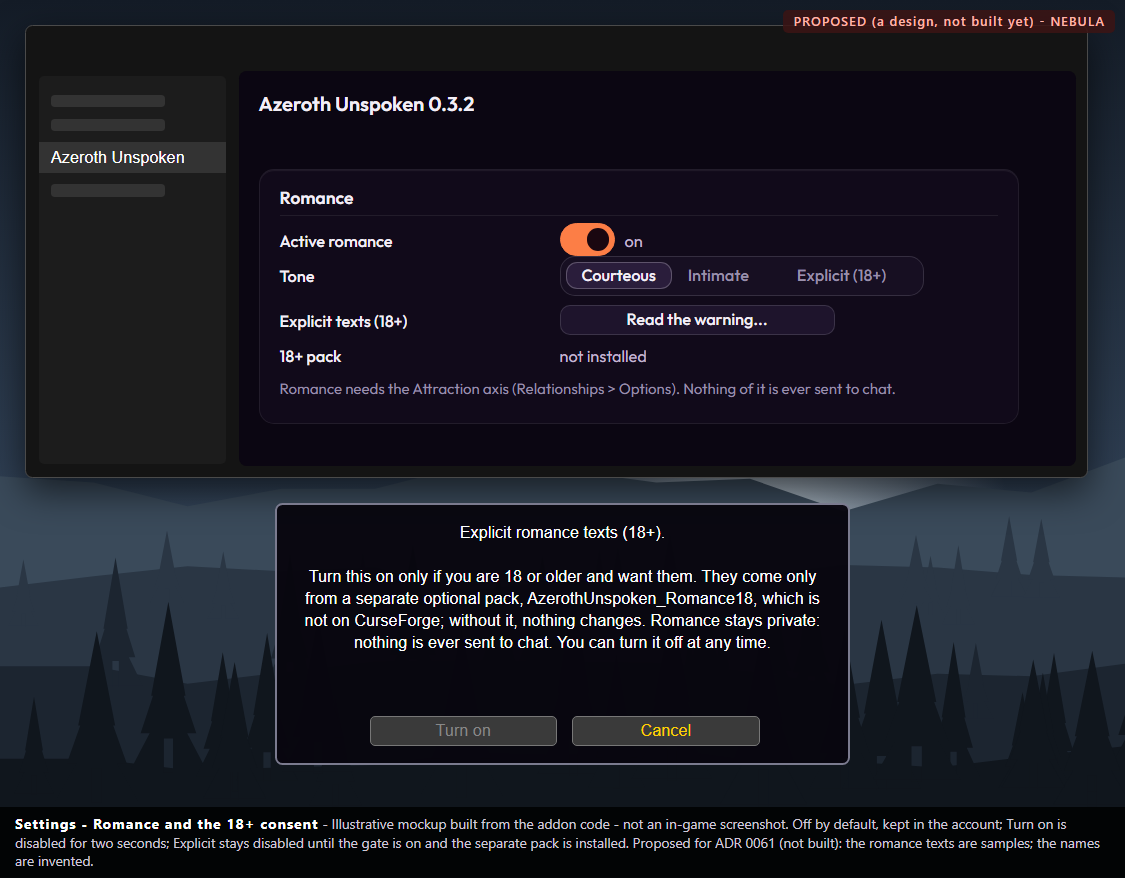 PROPOSED (a design, not built yet) - NEBULA
Azeroth Unspoken 0.3.2
Azeroth Unspoken
Romance
Active romance on
Tone Courteous Intimate Explicit (18+)
Explicit texts (18+) Read the warning...
18+ pack not installed
Romance needs the Attraction axis (Relationships > Options). Nothing of it is ever sent to chat.
Explicit romance texts (18+).
Turn this on only if you are 18 or older and want them. They come only
from a separate optional pack, AzerothUnspoken_Romance18, which is
not on CurseForge; without it, nothing changes. Romance stays private:
nothing is ever sent to chat. You can turn it off at any time.
Turn on Cancel
Settings - Romance and the 18+ consent - Illustrative mockup built from the addon code - not an in-game screenshot. Off by default, kept in the account; Turn on is
disabled for two seconds; Explicit stays disabled until the gate is on and the separate pack is installed. Proposed for ADR 0061 (not built): the romance texts are samples; the names
are invented.